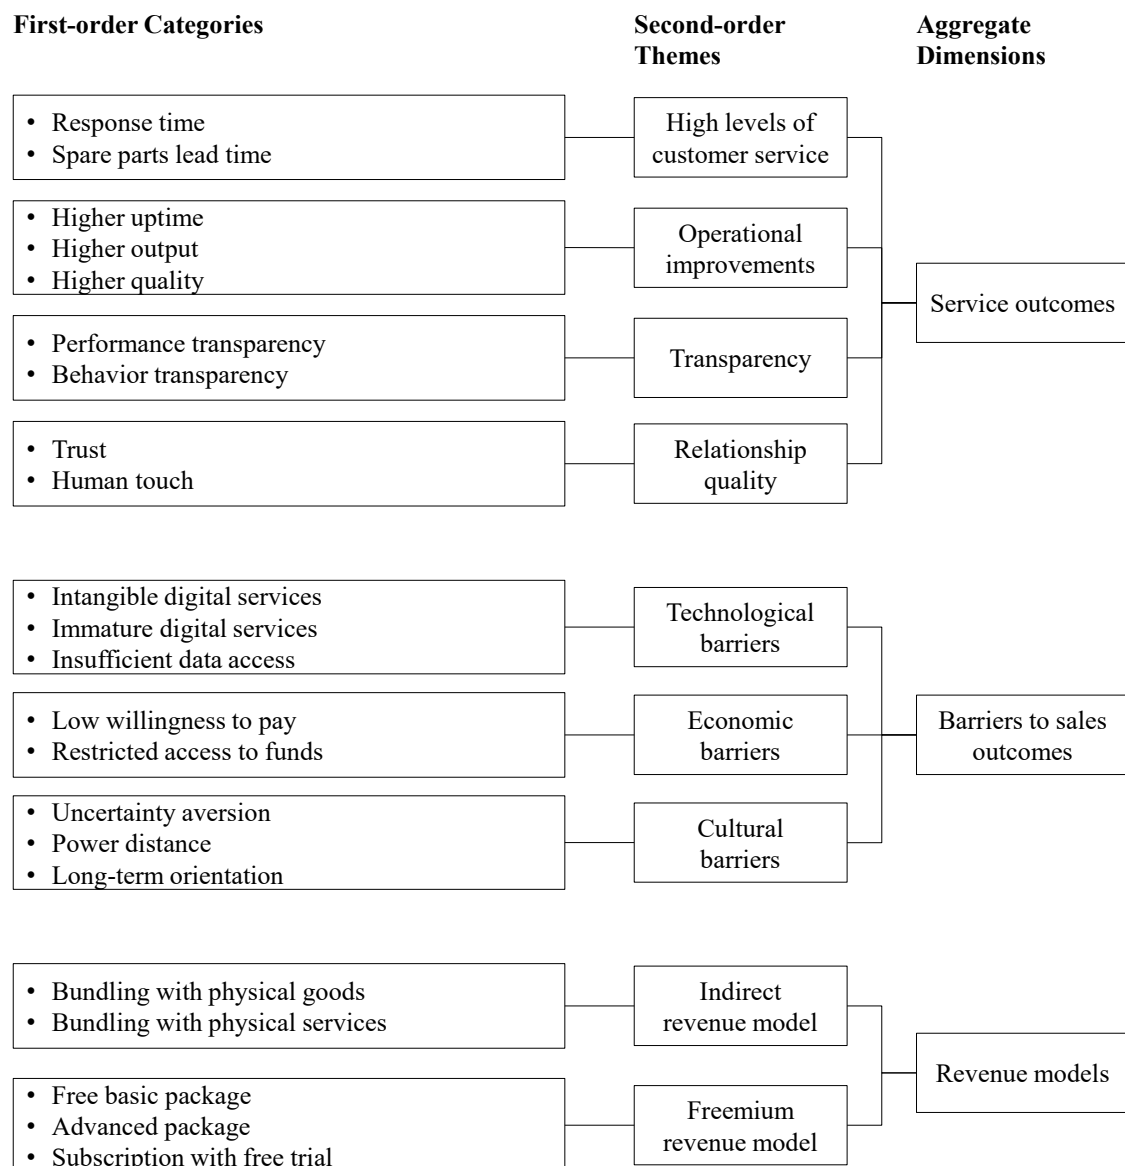 First-order Categories
Second-order
Themes
Aggregate
Dimensions
• Response time
• Spare parts lead time
High levels of
customer service
• Higher uptime
• Higher output
• Higher quality
Operational
improvements
Service outcomes
• Performance transparency
• Behavior transparency
Transparency
• Trust
• Human touch
Relationship
quality
• Intangible digital services
• Immature digital services
• Insufficient data access
Technological
barriers
• Low willingness to pay
• Restricted access to funds
Economic
barriers
Barriers to sales
outcomes
• Uncertainty aversion
• Power distance
• Long-term orientation
Cultural
barriers
• Bundling with physical goods
• Bundling with physical services
Indirect
revenue model
Revenue models
• Free basic package
• Advanced package
• Subscription with free trial
Freemium
revenue model